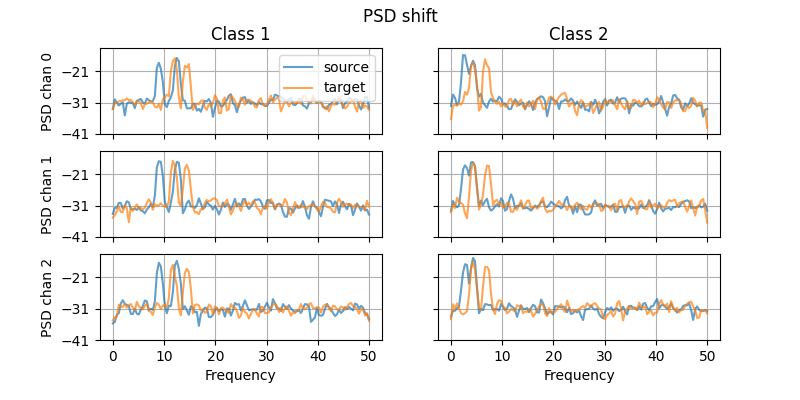 PSD shift
Class 1
Class 2
PSD chan 0
−21
−31
−41
source
target
PSD chan 1
−21
−31
−41
PSD chan 2
−21
−31
−41
0 10 20 30 40 50
0 10 20 30 40 50
Frequency
Frequency